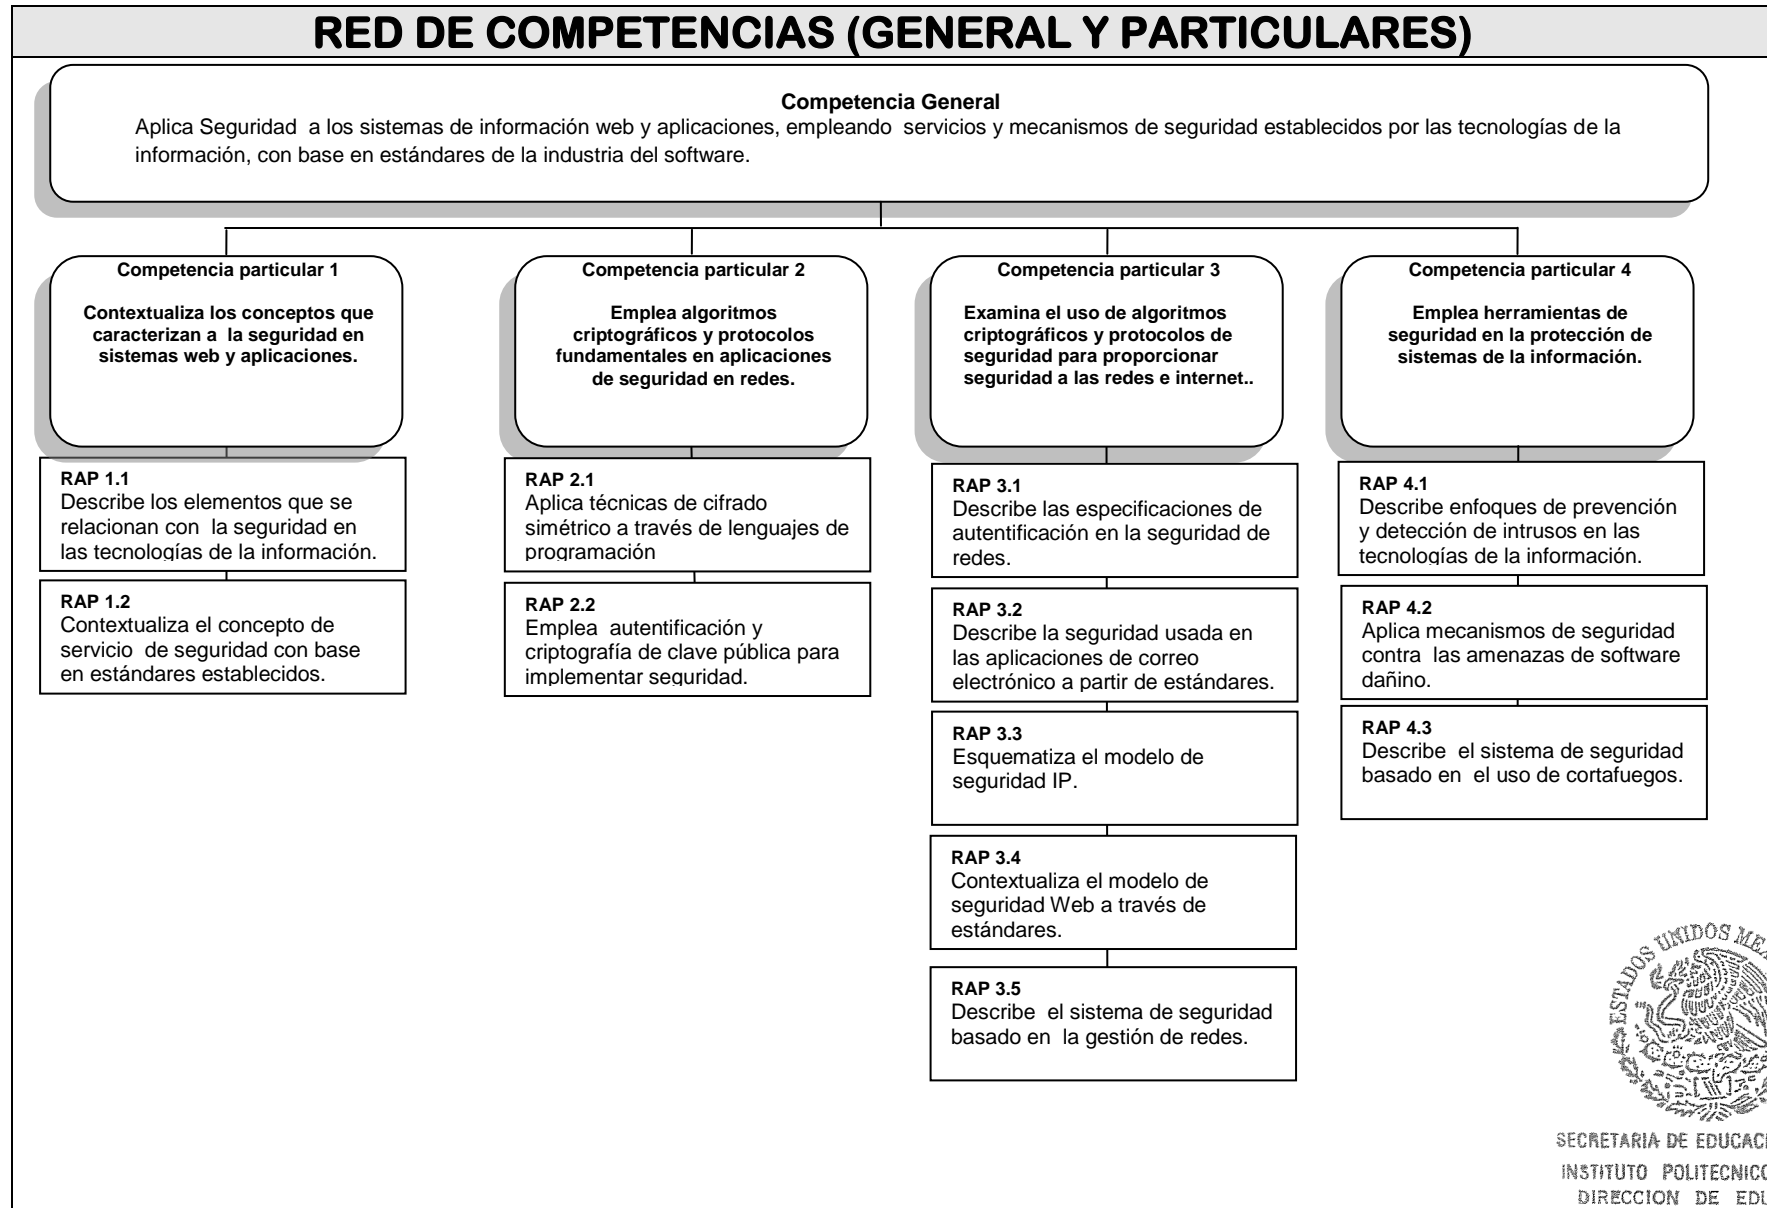 RED DE COMPETENCIAS (GENERAL Y PARTICULARES)
Competencia General
Aplica Seguridad a los sistemas de información web y aplicaciones, empleando servicios y mecanismos de seguridad establecidos por las tecnologías de la
información, con base en estándares de la industria del software.
Competencia particular 1
Contextualiza los conceptos que
caracterizan a la seguridad en
sistemas web y aplicaciones.
Competencia particular 2
Emplea algoritmos
criptográficos y protocolos
fundamentales en aplicaciones
de seguridad en redes.
Competencia particular 3
Examina el uso de algoritmos
criptográficos y protocolos de
seguridad para proporcionar
seguridad a las redes e internet..
Competencia particular 4
Emplea herramientas de
seguridad en la protección de
sistemas de la información.
RAP 1.1
Describe los elementos que se
relacionan con la seguridad en
las tecnologías de la información.
RAP 1.2
Contextualiza el concepto de
servicio de seguridad con base
en estándares establecidos.
RAP 2.1
Aplica técnicas de cifrado
simétrico a través de lenguajes de
programación
RAP 2.2
Emplea autentificación y
criptografía de clave pública para
implementar seguridad.
RAP 3.1
Describe las especificaciones de
autentificación en la seguridad de
redes.
RAP 3.2
Describe la seguridad usada en
las aplicaciones de correo
electrónico a partir de estándares.
RAP 3.3
Esquematiza el modelo de
seguridad IP.
RAP 3.4
Contextualiza el modelo de
seguridad Web a través de
estándares.
RAP 3.5
Describe el sistema de seguridad
basado en la gestión de redes.
RAP 4.1
Describe enfoques de prevención
y detección de intrusos en las
tecnologías de la información.
RAP 4.2
Aplica mecanismos de seguridad
contra las amenazas de software
dañino.
RAP 4.3
Describe el sistema de seguridad
basado en el uso de cortafuegos.
ESTADOS UNIDOS
SECRETARIA DE
INSTITUTO POLITECNICO
DIRECCION DE